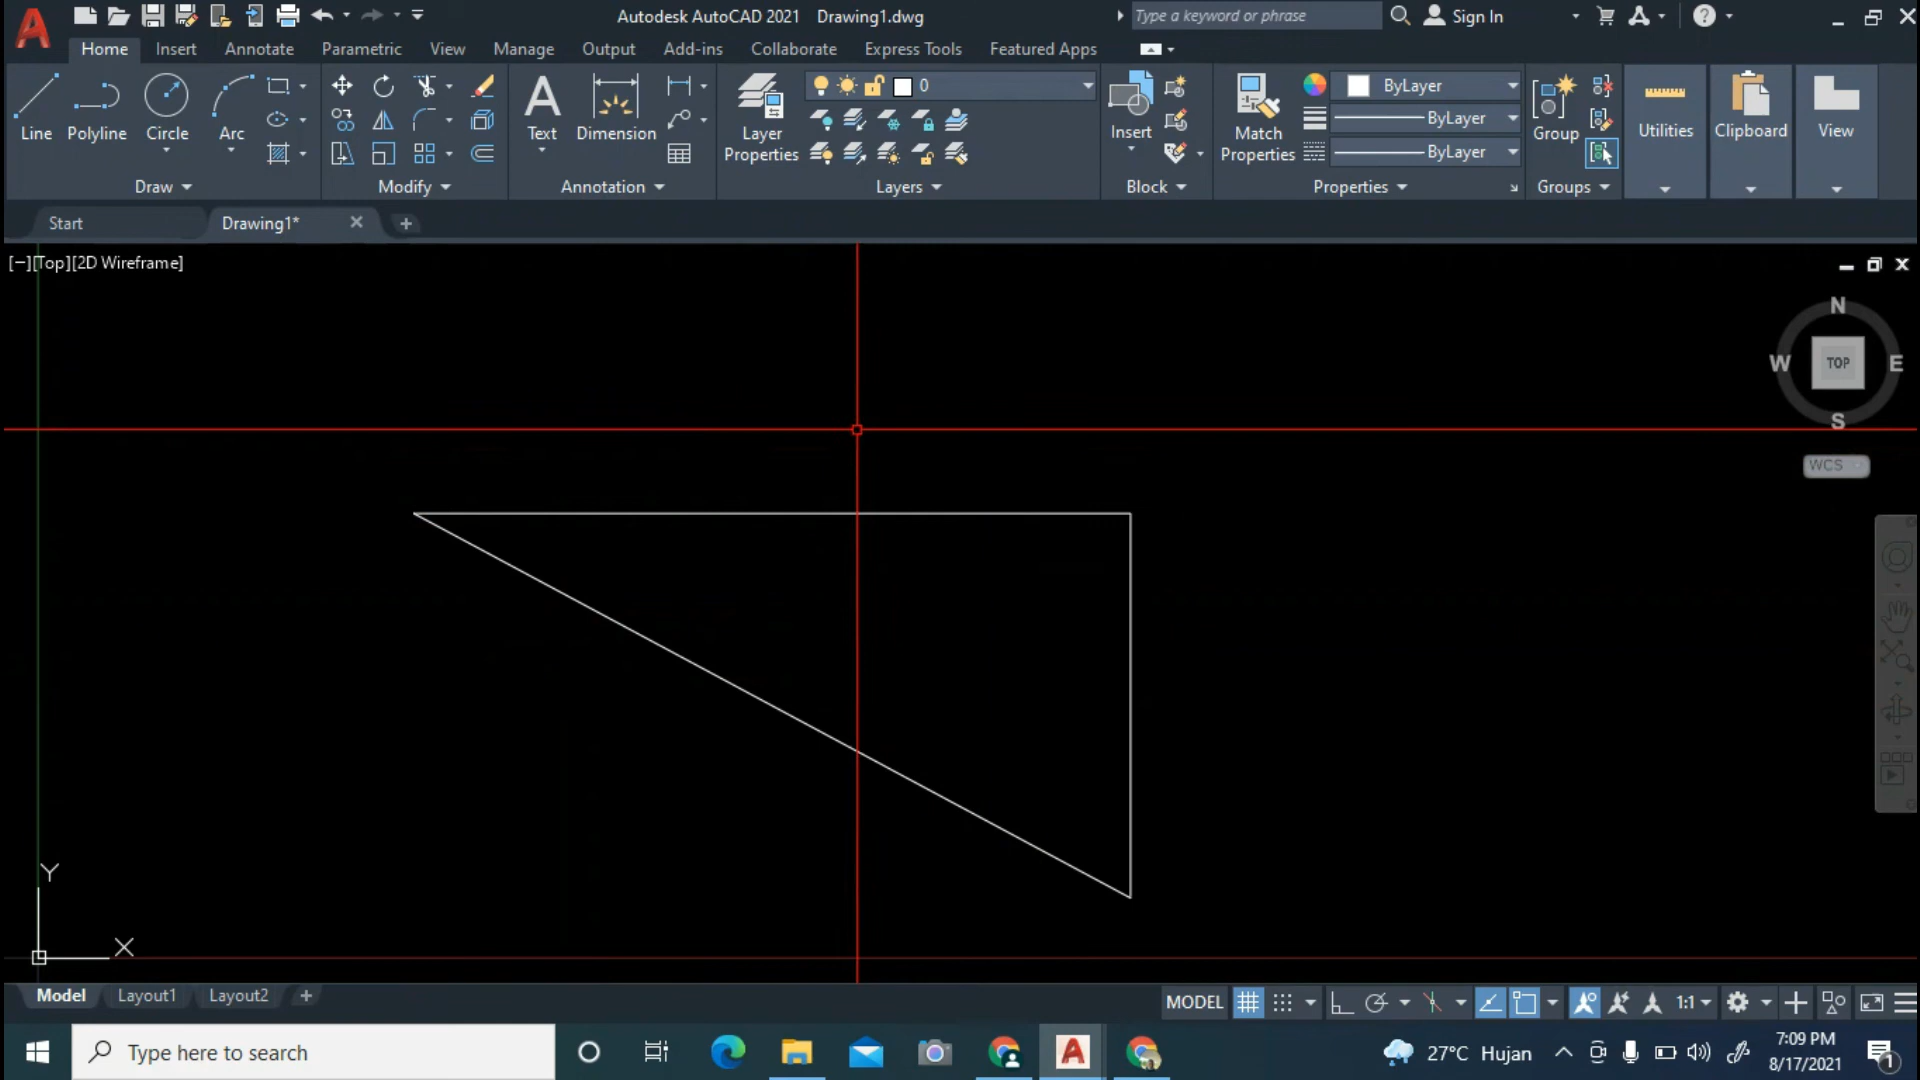 Autodesk AutoCAD 2021 Drawing1.dwg
Type a keyword or phrase
Sign In
Home Insert Annotate Parametric View Manage Output Add-ins Collaborate Express Tools Featured Apps
Line Polyline Circle Arc
Text Dimension
Layer Properties
0
Insert
Match Properties
ByLayer
ByLayer
ByLayer
Group
Utilities
Clipboard
View
Draw Modify Annotation Layers Block Properties Groups
Start Drawing1*
[−][Top][2D Wireframe]
N
W TOP E
S
WCS
Y
X
Model Layout1 Layout2
MODEL 1:1
Type here to search
27°C Hujan
7:09 PM
8/17/2021
1